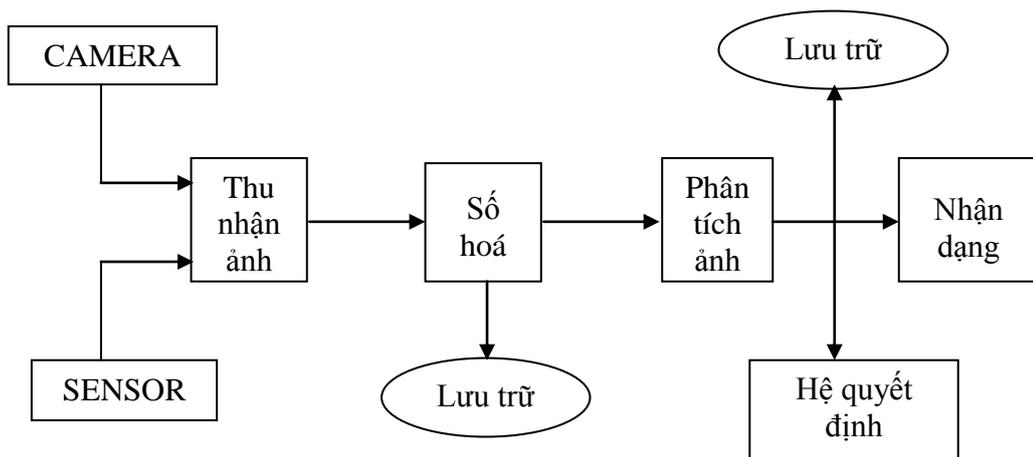 CAMERA
Lưu trữ
Thu
nhận
ảnh
Số
hoá
Phân
tích
ảnh
Nhận
dạng
SENSOR
Lưu trữ
Hệ quyết
định